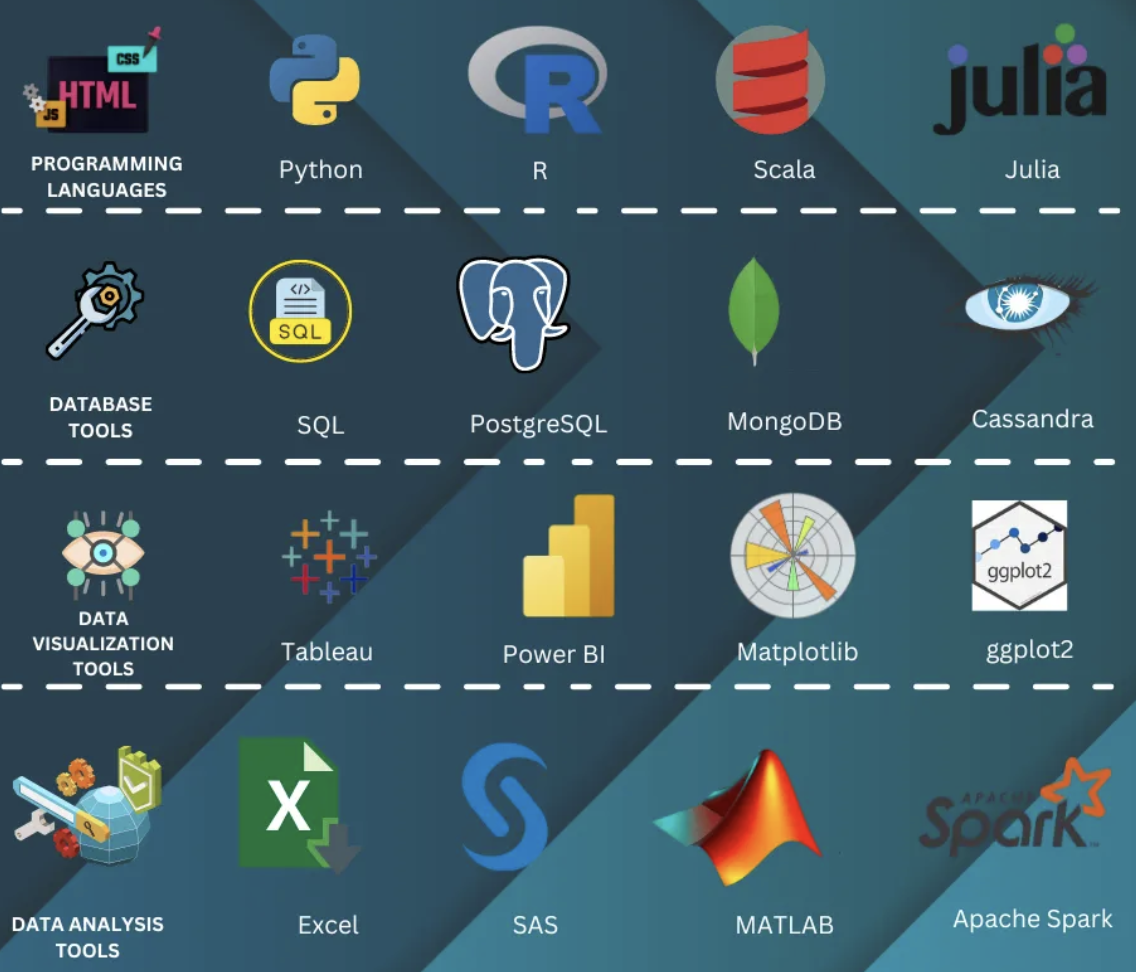 CSS
HTML
JS
PROGRAMMING
LANGUAGES
Python
R
R
Scala
julia
Julia
DATABASE
TOOLS
</>
SQL
SQL
PostgreSQL
MongoDB
Cassandra
DATA
VISUALIZATION
TOOLS
Tableau
Power BI
Matplotlib
ggplot2
ggplot2
DATA ANALYSIS
TOOLS
X
Excel
SAS
MATLAB
APACHE
Spark™
Apache Spark